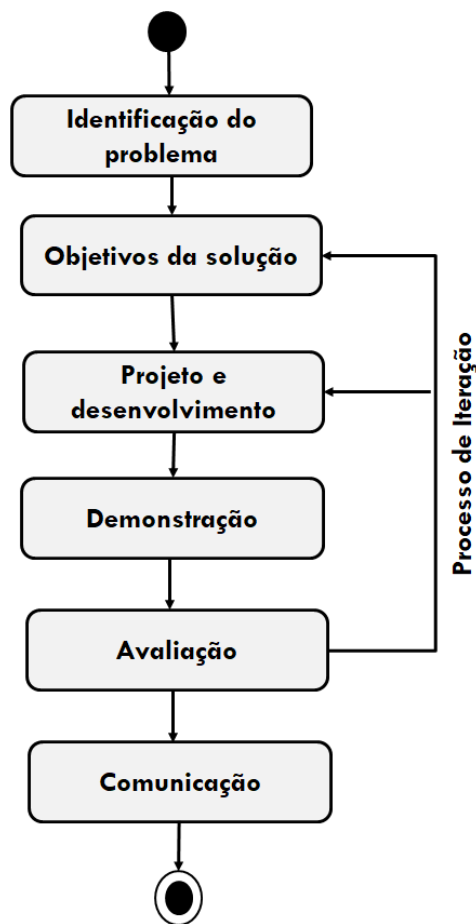 Identificação do
problema
Objetivos da solução
Projeto e
desenvolvimento
Demonstração
Avaliação
Comunicação
Processo de Iteração